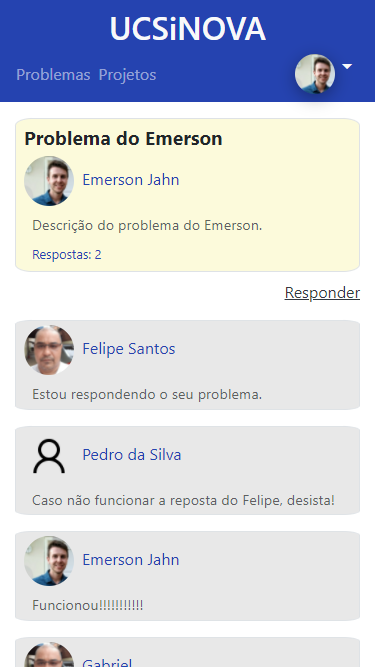 UCSiNOVA
Problemas Projetos
Problema do Emerson
Emerson Jahn
Descrição do problema do Emerson.
Respostas: 2
Responder
Felipe Santos
Estou respondendo o seu problema.
Pedro da Silva
Caso não funcionar a reposta do Felipe, desista!
Emerson Jahn
Funcionou!!!!!!!!!!!
Gabriel